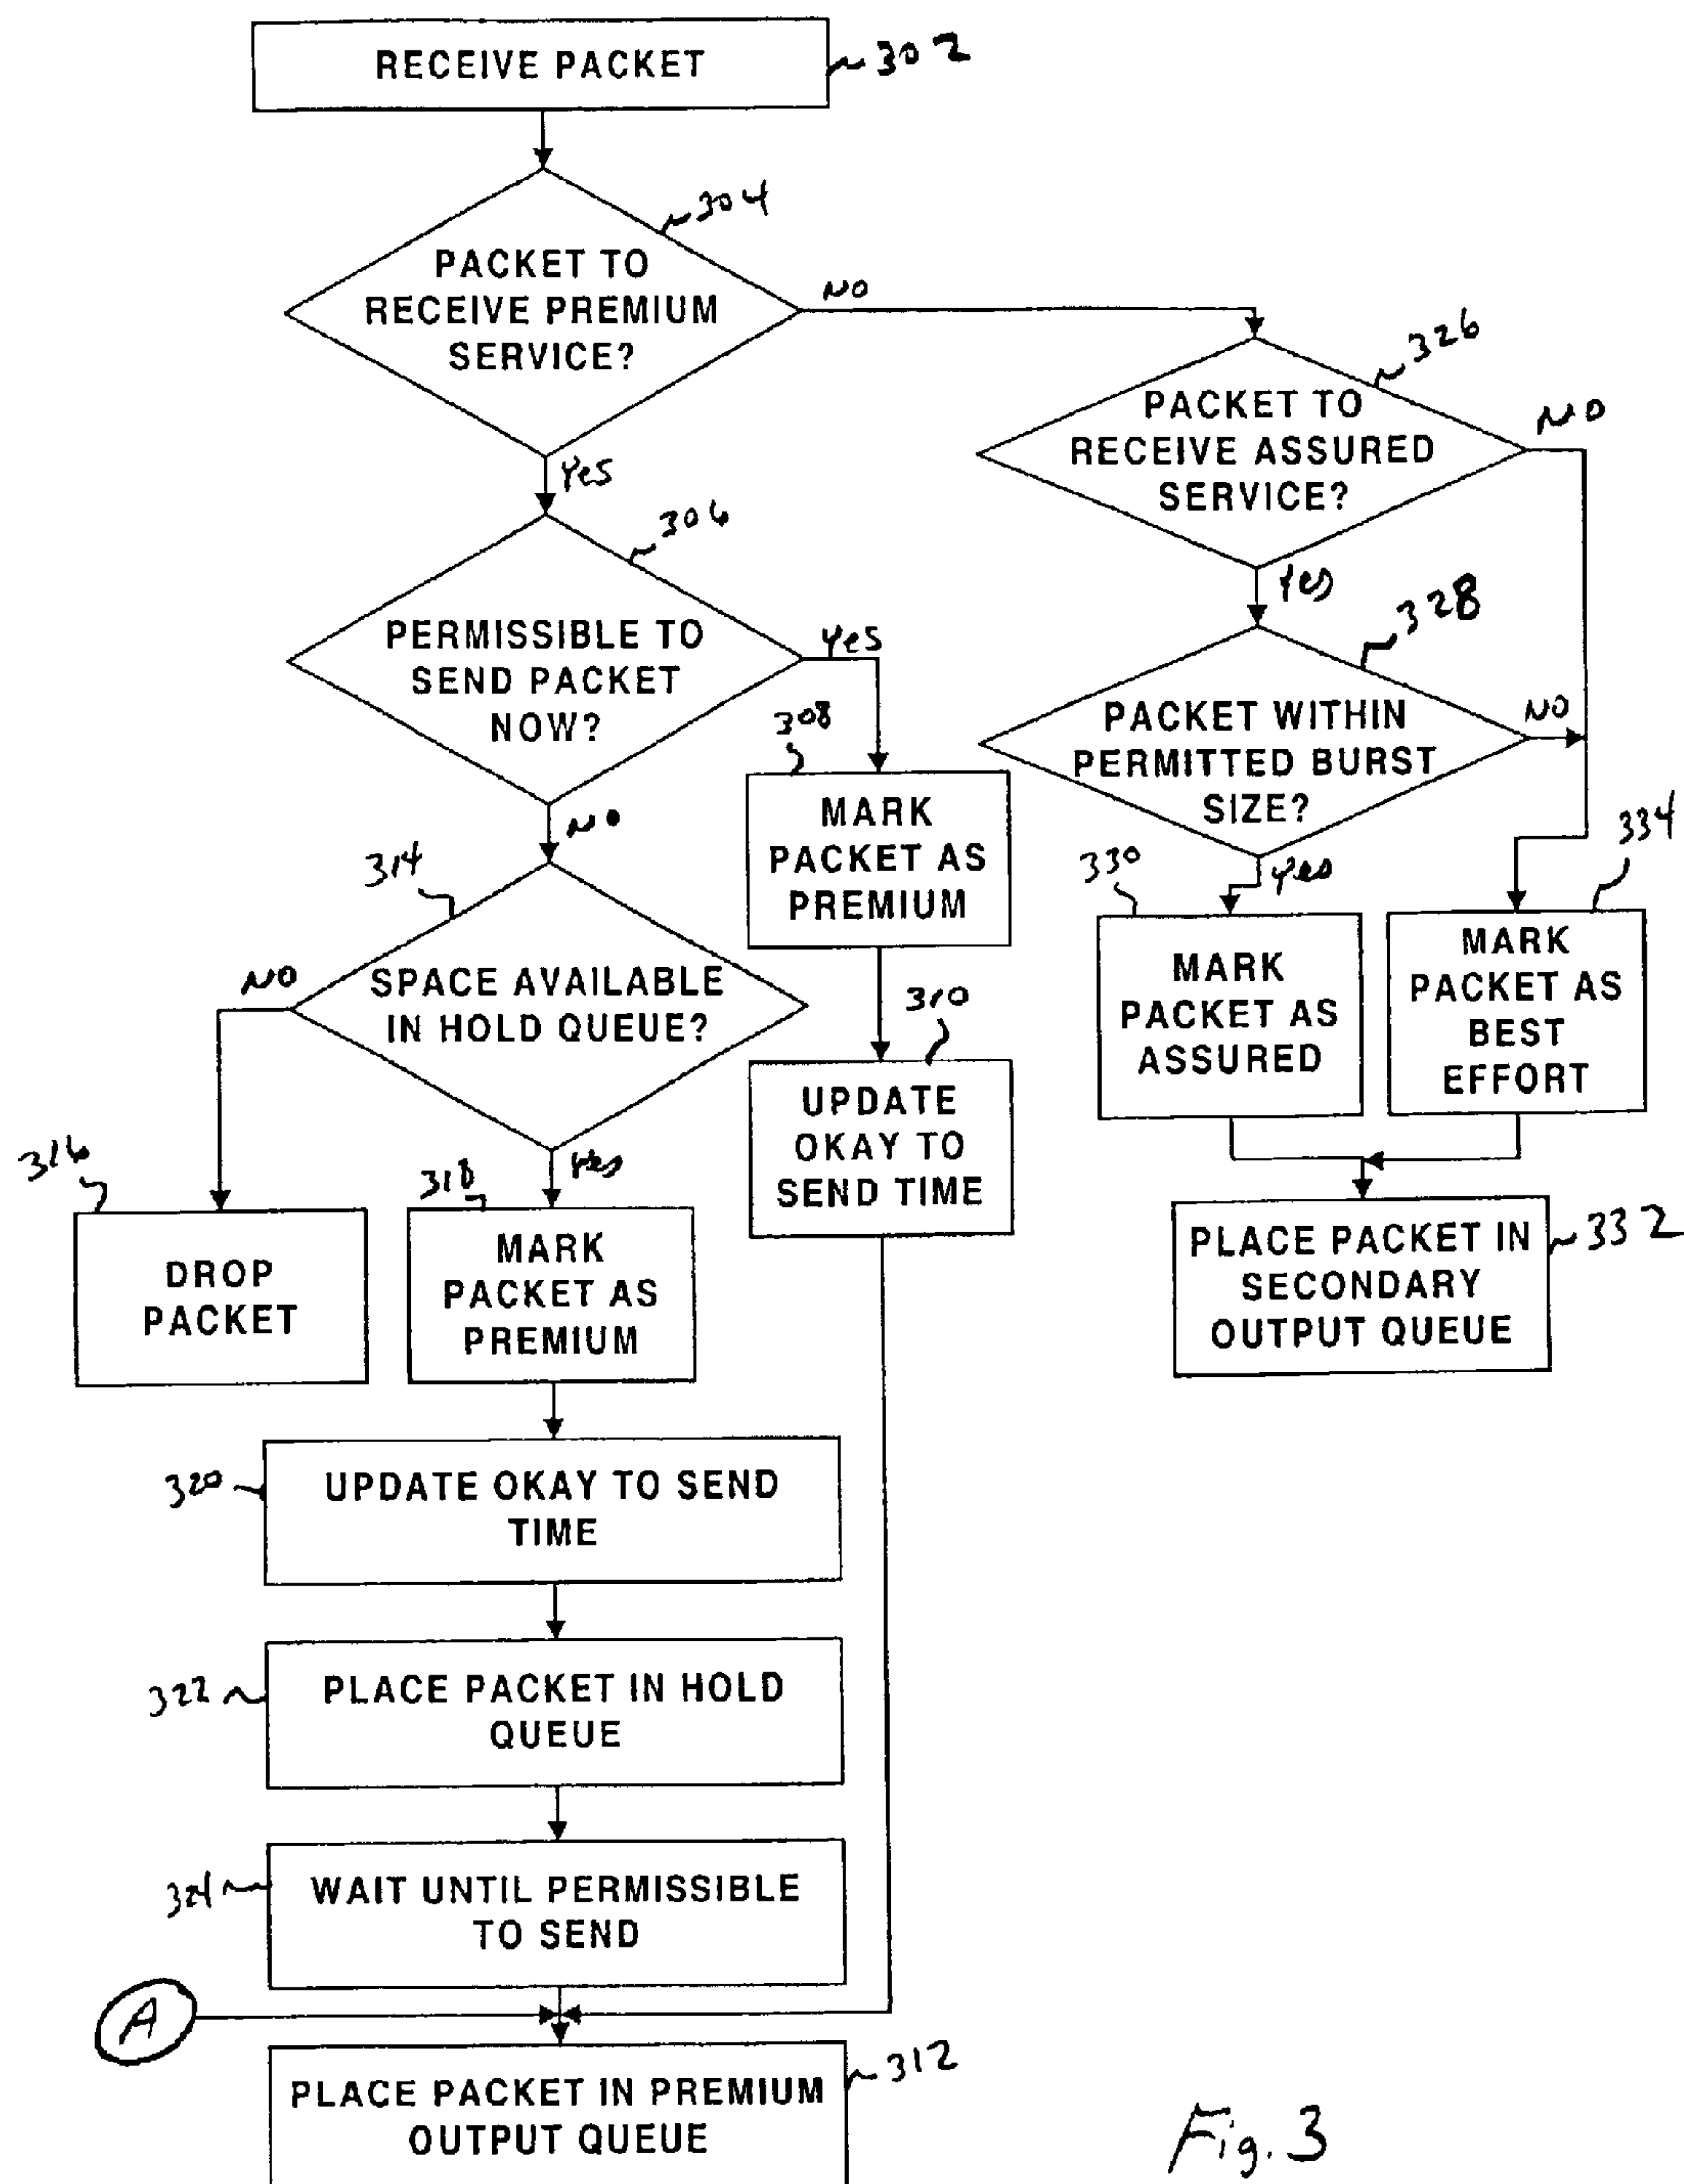 RECEIVE PACKET
302
304
PACKET TO
RECEIVE PREMIUM
SERVICE?
NO
Yes
326
PACKET TO
RECEIVE ASSURED
SERVICE?
NO
Yes
306
PERMISSIBLE TO
SEND PACKET
NOW?
Yes
NO
328
PACKET WITHIN
PERMITTED BURST
SIZE?
NO
Yes
308
MARK
PACKET AS
PREMIUM
314
SPACE AVAILABLE
IN HOLD QUEUE?
NO
Yes
330
MARK
PACKET AS
ASSURED
334
MARK
PACKET AS
BEST
EFFORT
310
UPDATE
OKAY TO
SEND TIME
316
DROP
PACKET
318
MARK
PACKET AS
PREMIUM
332
PLACE PACKET IN
SECONDARY
OUTPUT QUEUE
320
UPDATE OKAY TO SEND
TIME
322
PLACE PACKET IN HOLD
QUEUE
324
WAIT UNTIL PERMISSIBLE
TO SEND
A
312
PLACE PACKET IN PREMIUM
OUTPUT QUEUE
Fig. 3